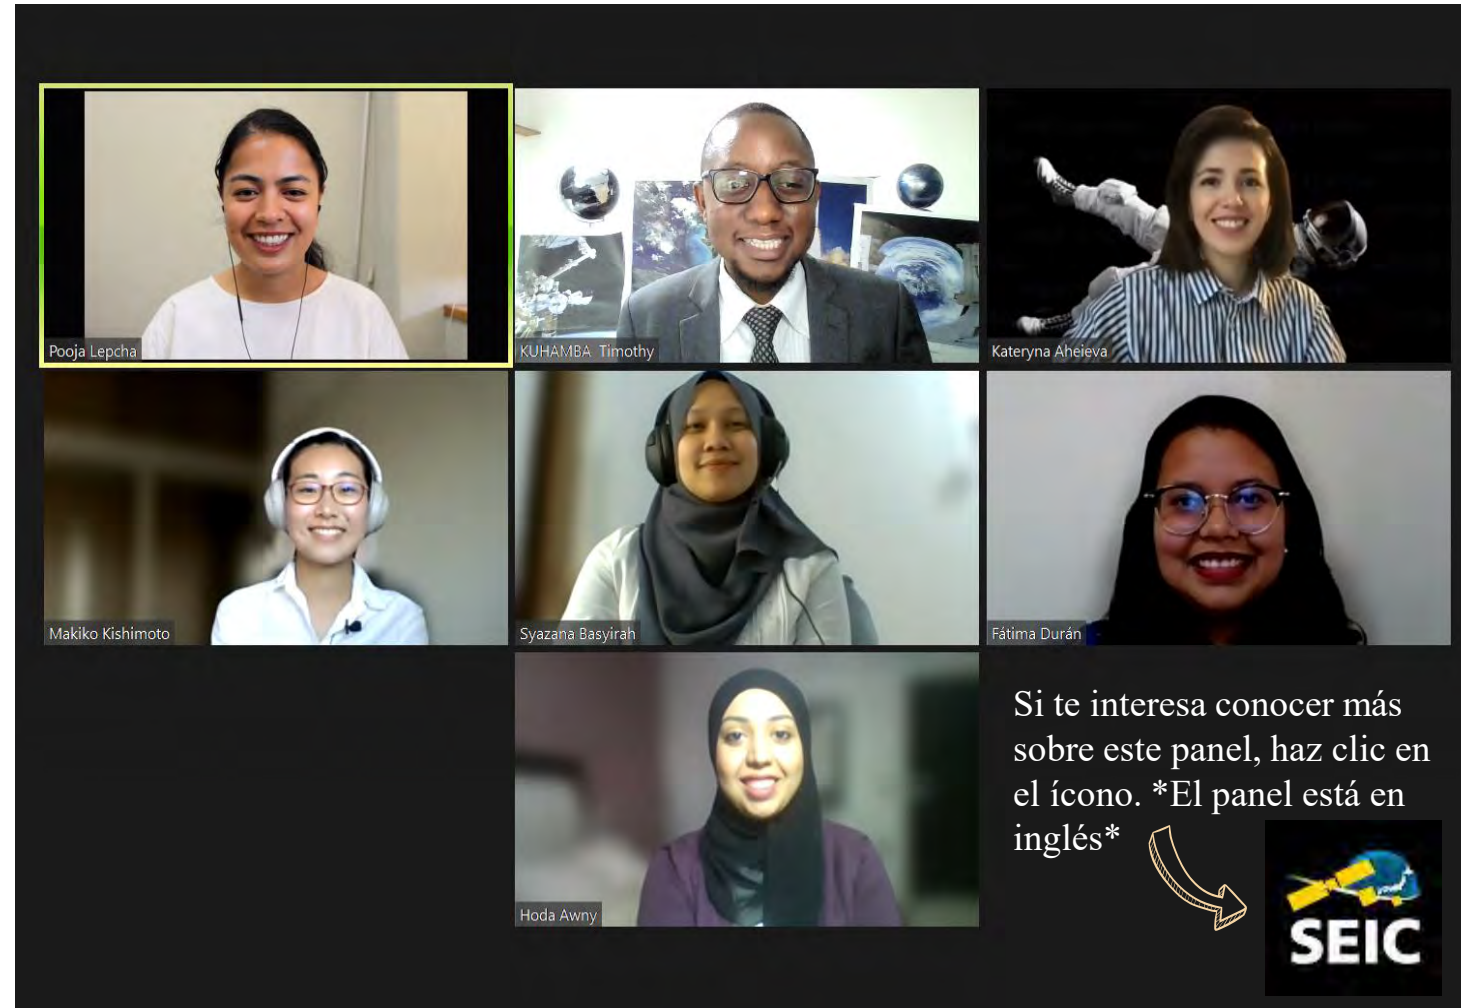 Pooja Lepcha
KUHAMBA Timothy
Kateryna Aheieva
Makiko Kishimoto
Syazana Basyirah
Fátima Durán
Hoda Awny
Si te interesa conocer más
sobre este panel, haz clic en
el ícono. *El panel está en
inglés*
SEIC